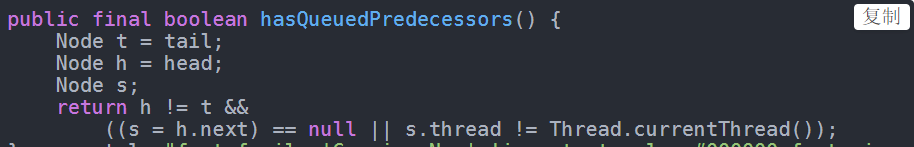 public final boolean hasQueuedPredecessors() {
复制
    Node t = tail;
    Node h = head;
    Node s;
    return h != t &&
        ((s = h.next) == null || s.thread != Thread.currentThread());